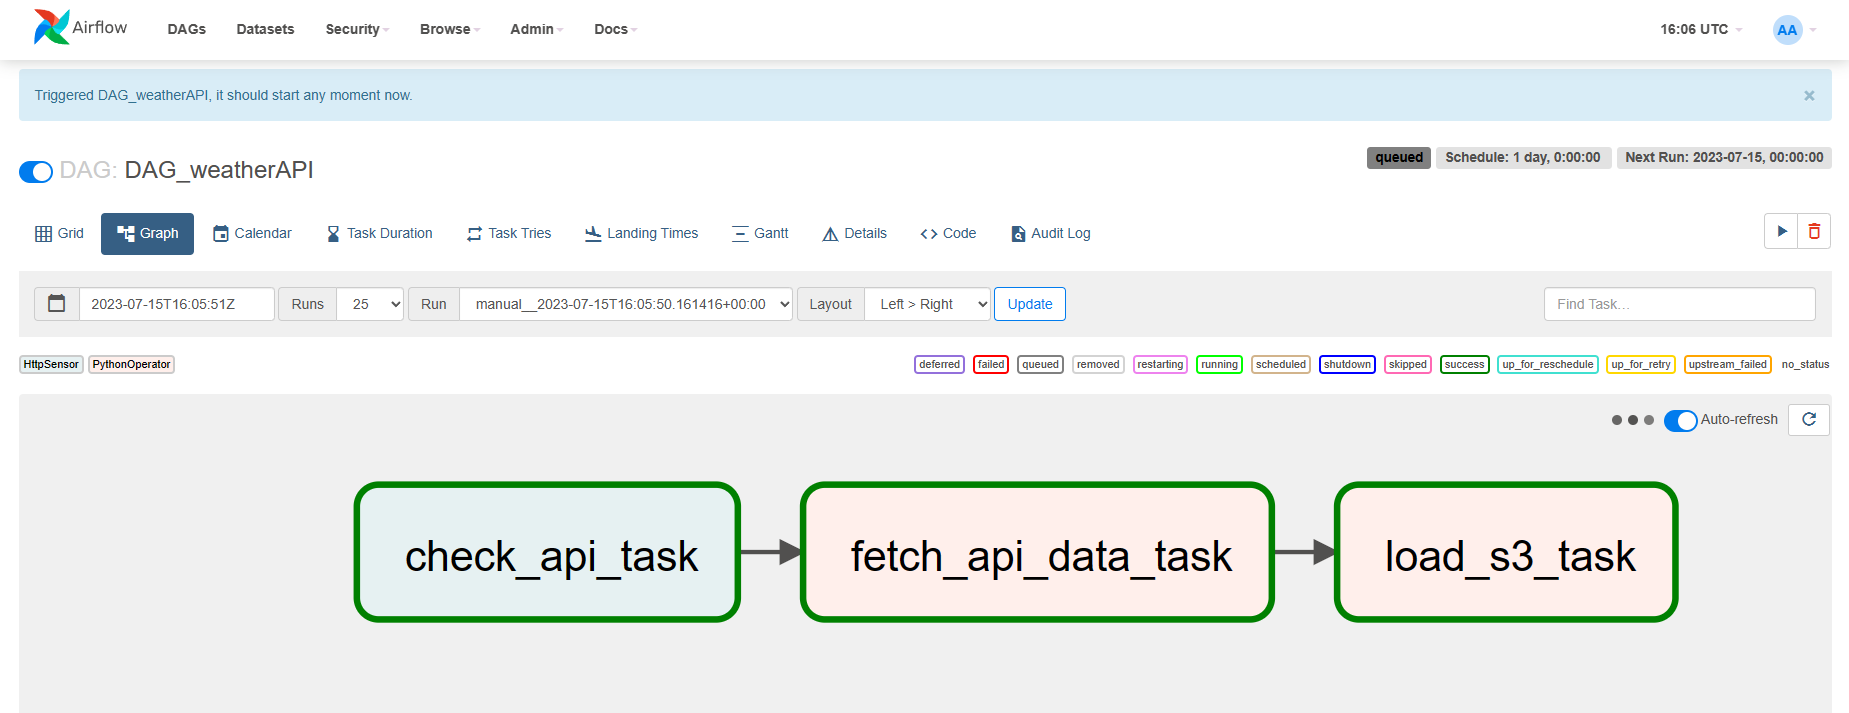 Airflow DAGs Datasets Security Browse Admin Docs 16:06 UTC AA
Triggered DAG_weatherAPI, it should start any moment now. ×
DAG: DAG_weatherAPI queued Schedule: 1 day, 0:00:00 Next Run: 2023-07-15, 00:00:00
Grid Graph Calendar Task Duration Task Tries Landing Times Gantt Details Code Audit Log
2023-07-15T16:05:51Z Runs 25 Run manual__2023-07-15T16:05:50.161416+00:00 Layout Left > Right Update Find Task...
HttpSensor PythonOperator deferred failed queued removed restarting running scheduled shutdown skipped success up_for_reschedule up_for_retry upstream_failed no_status
Auto-refresh
check_api_task fetch_api_data_task load_s3_task